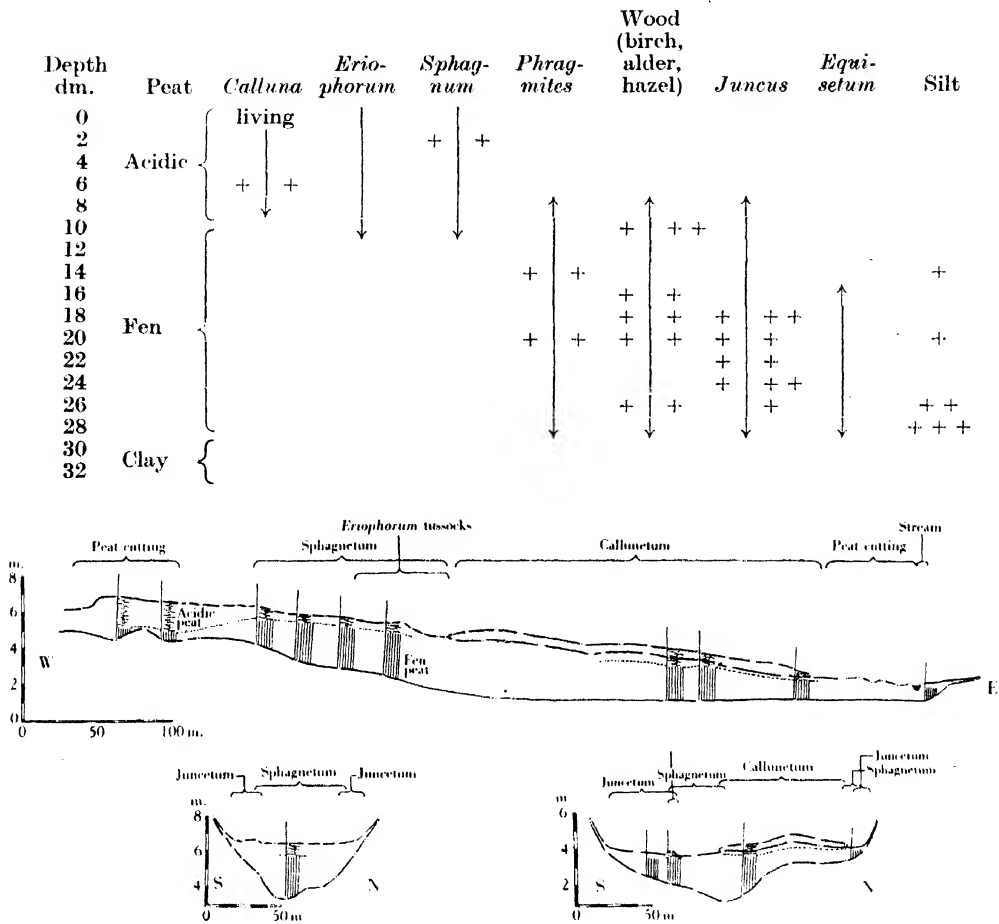 Wood
(birch,
Depth Erio- Sphag- Phrag- alder, Equi-
dm. Peat Calluna phorum num mites hazel) Juncus setum Silt
0 living
2 + +
4 Acidic
6 + +
8
10 + + +
12
14 + + +
16 + +
18 + + + + +
20 Fen + + + + + + +
22 + +
24 + + +
26 + + + + +
28 + + +
30 Clay
32
Eriophorum tussocks
Stream
Peat cutting Sphagnetum Callunetum Peat cutting
m.
8
6
4
2
0
W
Acidic
peat
Fen
peat
E
0 50 100 m.
Juncetum Sphagnetum Juncetum
m.
8
6
4
S N
0 50 m.
Juncetum
Sphagnetum Callunetum Sphagnetum
Juncetum
m
6
4
2
S N
0 50 m.